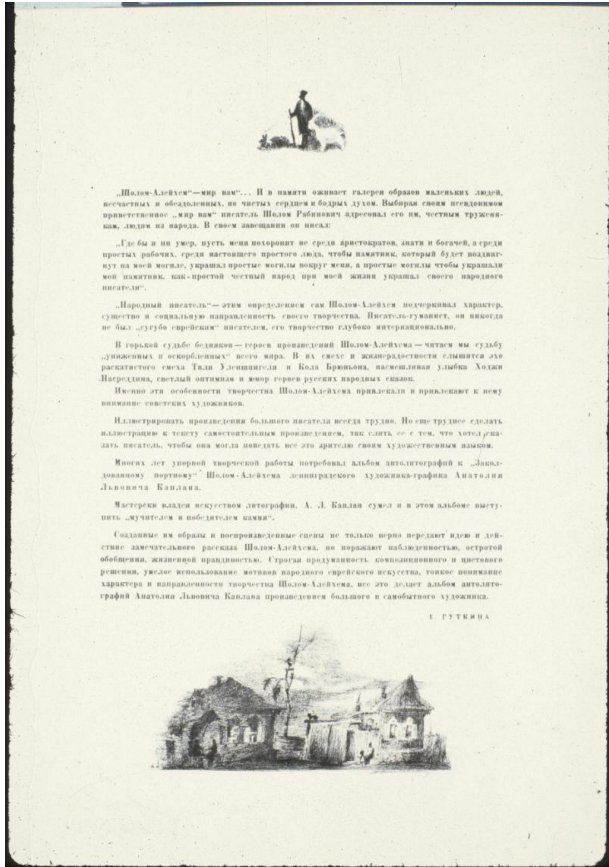 „Шолом-Алейхем“—мир вам“... И в памяти оживает галерея образов маленьких людей,
несчастных и обездоленных, но чистых сердцем и бодрых духом. Выбирая своим псевдонимом
приветственное „мир вам“ писатель Шолом Рабинович адресовал его им, честным тружени-
кам, людям из народа. В своем завещании он писал:
„Где бы я ни умер, пусть меня похоронят не среди аристократов, знати и богачей, а среди
простых рабочих, среди настоящего простого люда, чтобы памятник, который будет воздвиг-
нут на моей могиле, украшал простые могилы вокруг меня, а простые могилы чтобы украшали
мой памятник, как простой честный народ при моей жизни украшал своего народного
писателя“.
„Народный писатель“— этим определением сам Шолом-Алейхем подчеркивал характер,
существо и социальную направленность своего творчества. Писатель-гуманист, он никогда
не был „сугубо еврейским“ писателем, его творчество глубоко интернационально.
В горькой судьбе бедняков—героев произведений Шолом-Алейхема—читаем мы судьбу
„униженных и оскорбленных“ всего мира. В их смехе и жизнерадостности слышится эхо
раскатистого смеха Тиля Уленшпигеля и Кола Брюньона, насмешливая улыбка Ходжи
Насреддина, светлый оптимизм и юмор героев русских народных сказок.
Именно эти особенности творчества Шолом-Алейхема привлекали и привлекают к нему
внимание советских художников.
Иллюстрировать произведения большого писателя всегда трудно. Но еще труднее сделать
иллюстрацию к тексту самостоятельным произведением, так слить ее с тем, что хотел ска-
зать писатель, чтобы она могла поведать все это зрителю своим художественным языком.
Многих лет упорной творческой работы потребовал альбом автолитографий к „Закол-
дованному портному“ Шолом-Алейхема ленинградского художника-графика Анатолия
Львовича Каплана.
Мастерски владея искусством литографии, А. Л. Каплан сумел и в этом альбоме высту-
пить „мучителем и победителем камня“.
Созданные им образы и воспроизведенные сцены не только верно передают идею и дей-
ствие замечательного рассказа Шолом-Алейхема, но поражают наблюденностью, остротой
обобщения, жизненной правдивостью. Строгая продуманность композиционного и цветового
решения, умелое использование мотивов народного еврейского искусства, тонкое понимание
характера и направленности творчества Шолом-Алейхема, все это делает альбом автолито-
графий Анатолия Львовича Каплана произведением большого и самобытного художника.
ГУТКИНА